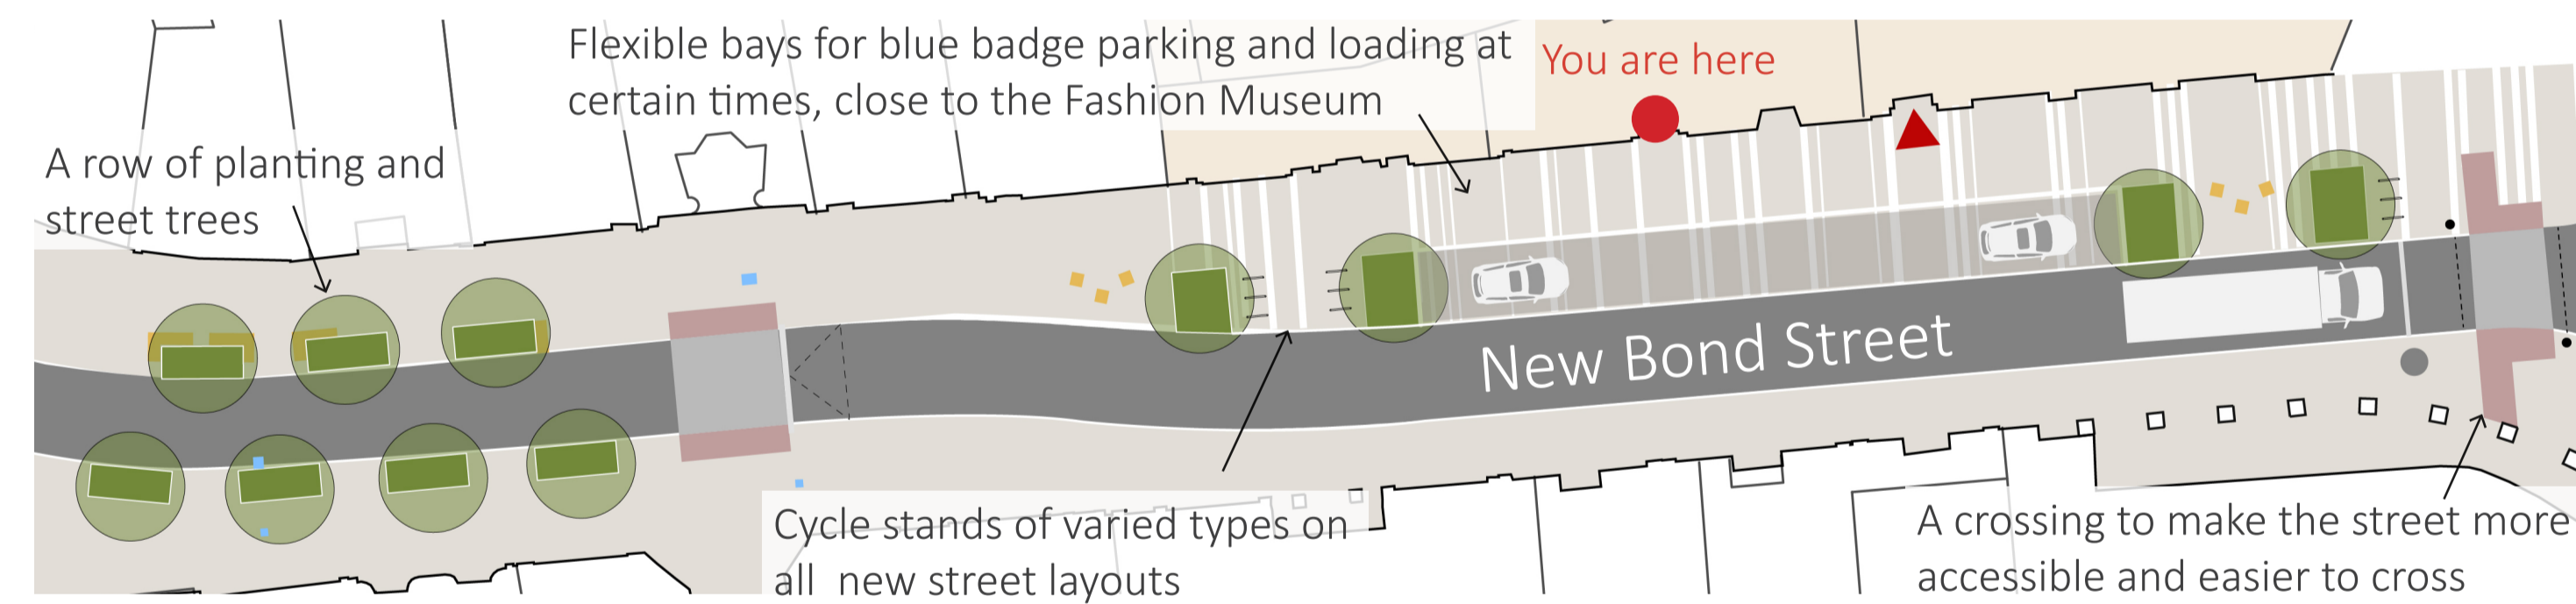 Flexible bays for blue badge parking and loading at
certain times, close to the Fashion Museum
You are here
A row of planting and
street trees
New Bond Street
Cycle stands of varied types on
all new street layouts
A crossing to make the street more
accessible and easier to cross